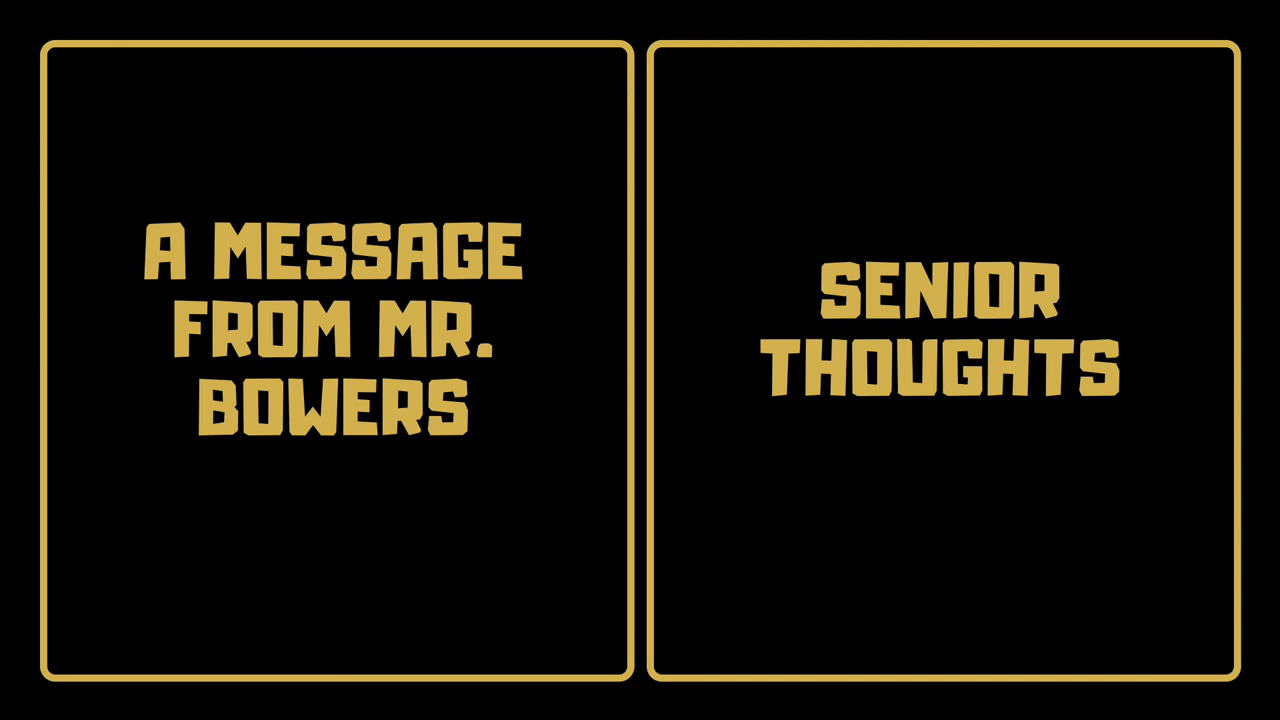 A MESSAGE
FROM MR.
BOWERS
SENIOR
THOUGHTS